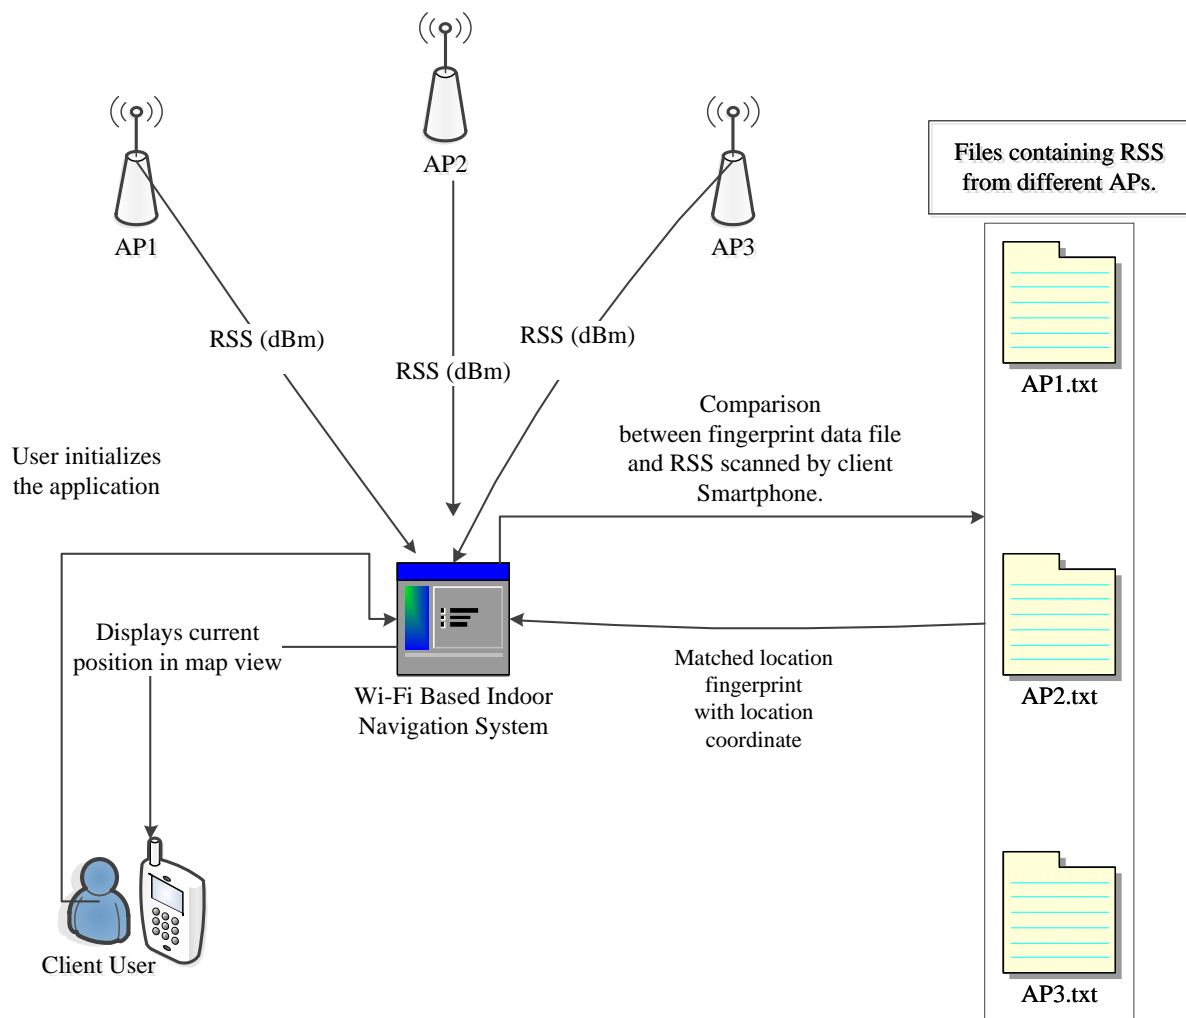 AP2
Files containing RSS
from different APs.
AP1
AP3
RSS (dBm)
RSS (dBm)
RSS (dBm)
AP1.txt
Comparison
between fingerprint data file
and RSS scanned by client
Smartphone.
User initializes
the application
Displays current
position in map view
Matched location
fingerprint
with location
coordinate
Wi-Fi Based Indoor
Navigation System
AP2.txt
Client User
AP3.txt